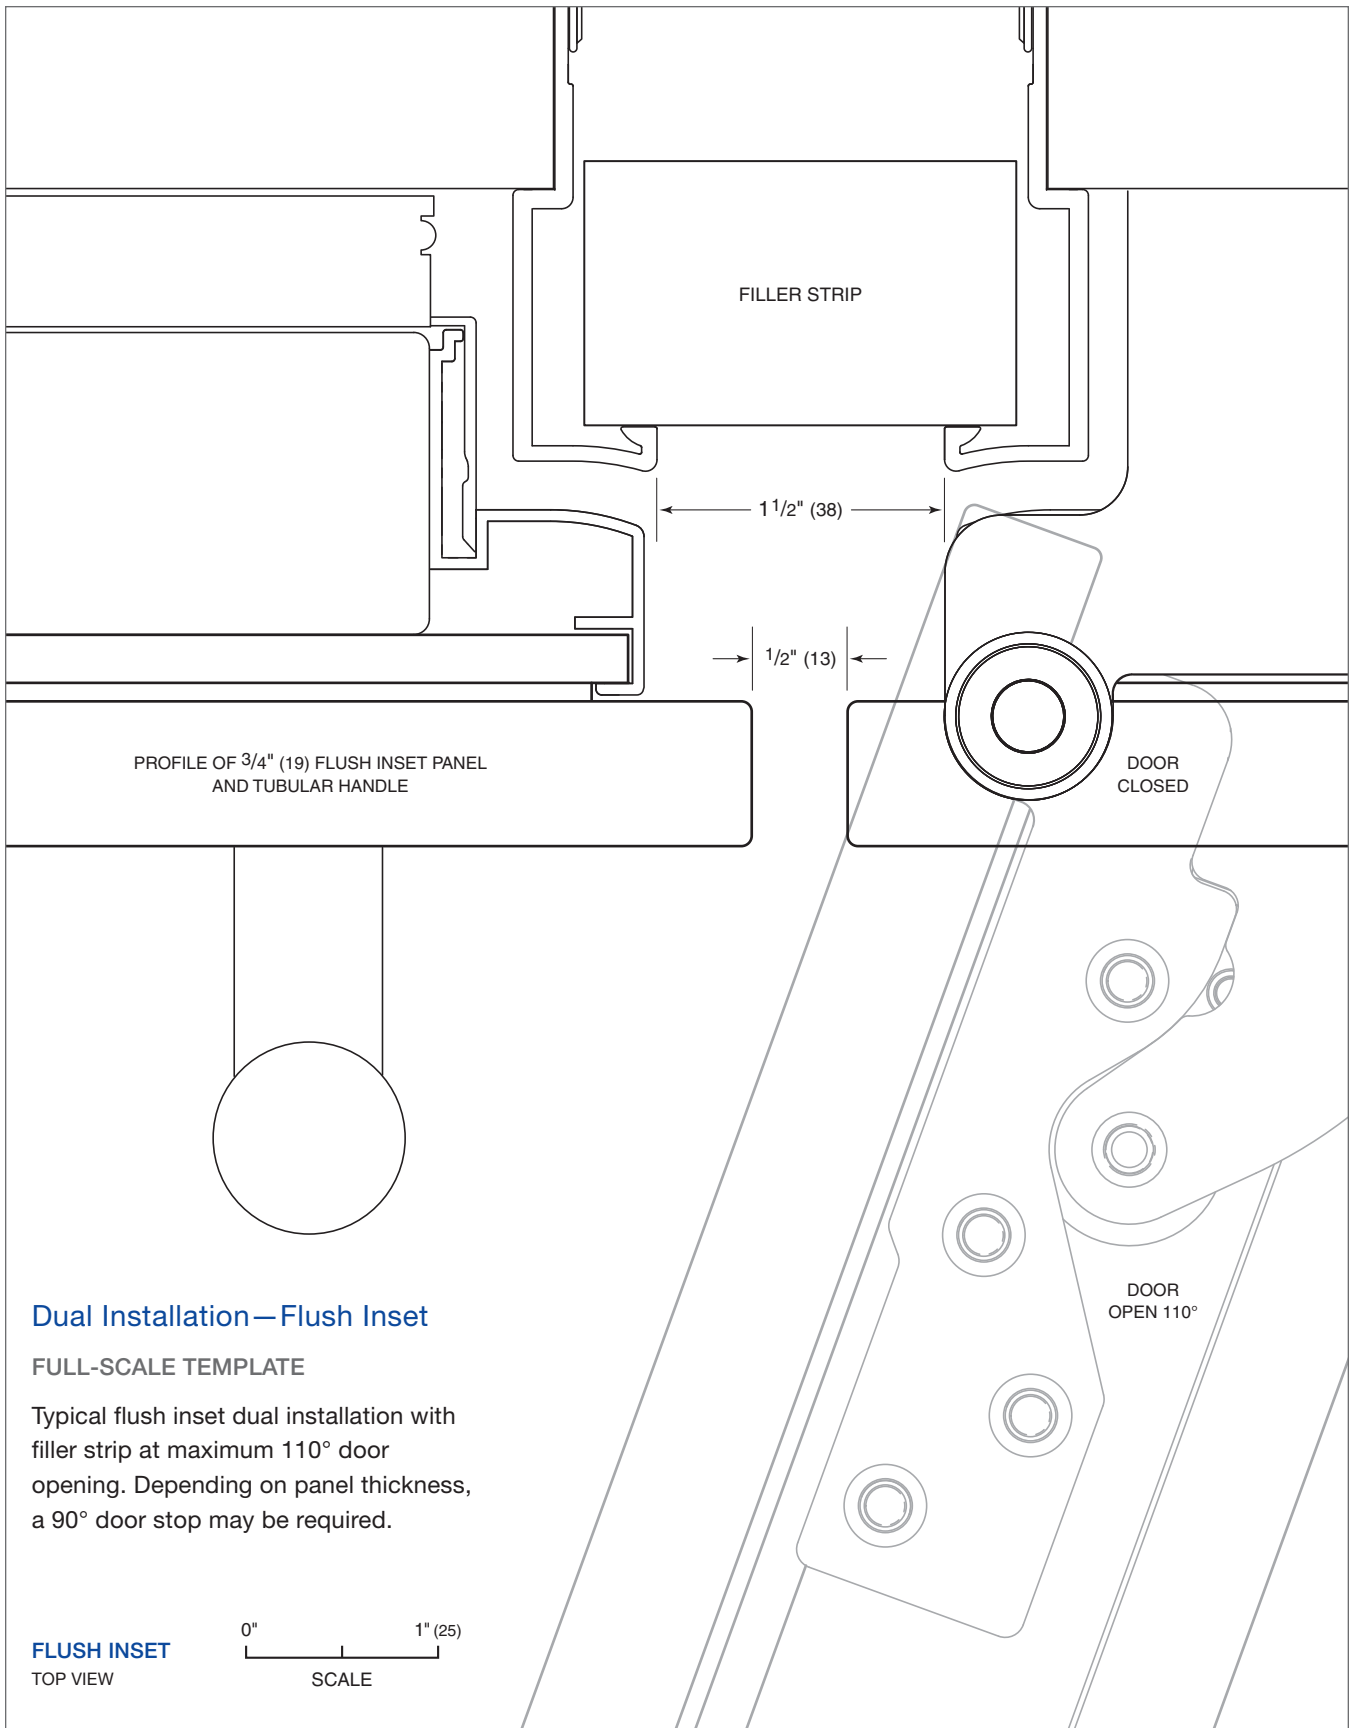 FILLER STRIP
1 1/2" (38)
1/2" (13)
PROFILE OF 3/4" (19) FLUSH INSET PANEL
AND TUBULAR HANDLE
DOOR
CLOSED
DOOR
OPEN 110°
Dual Installation—Flush Inset
FULL-SCALE TEMPLATE
Typical flush inset dual installation with
filler strip at maximum 110° door
opening. Depending on panel thickness,
a 90° door stop may be required.
0" 1" (25)
FLUSH INSET
TOP VIEW
SCALE